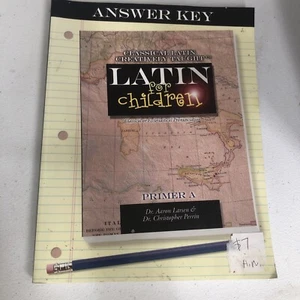 ANSWER KEY
CLASSICAL LATIN
CREATIVELY TAUGHT
LATIN
for
children
PRIMER A
Dr. Aaron Larsen &
Dr. Christopher Perrin
$7